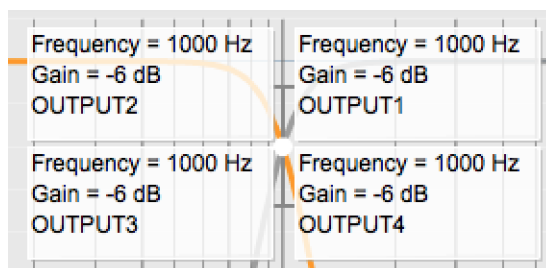 Frequency = 1000 Hz
Gain = -6 dB
OUTPUT2
Frequency = 1000 Hz
Gain = -6 dB
OUTPUT1
Frequency = 1000 Hz
Gain = -6 dB
OUTPUT3
Frequency = 1000 Hz
Gain = -6 dB
OUTPUT4